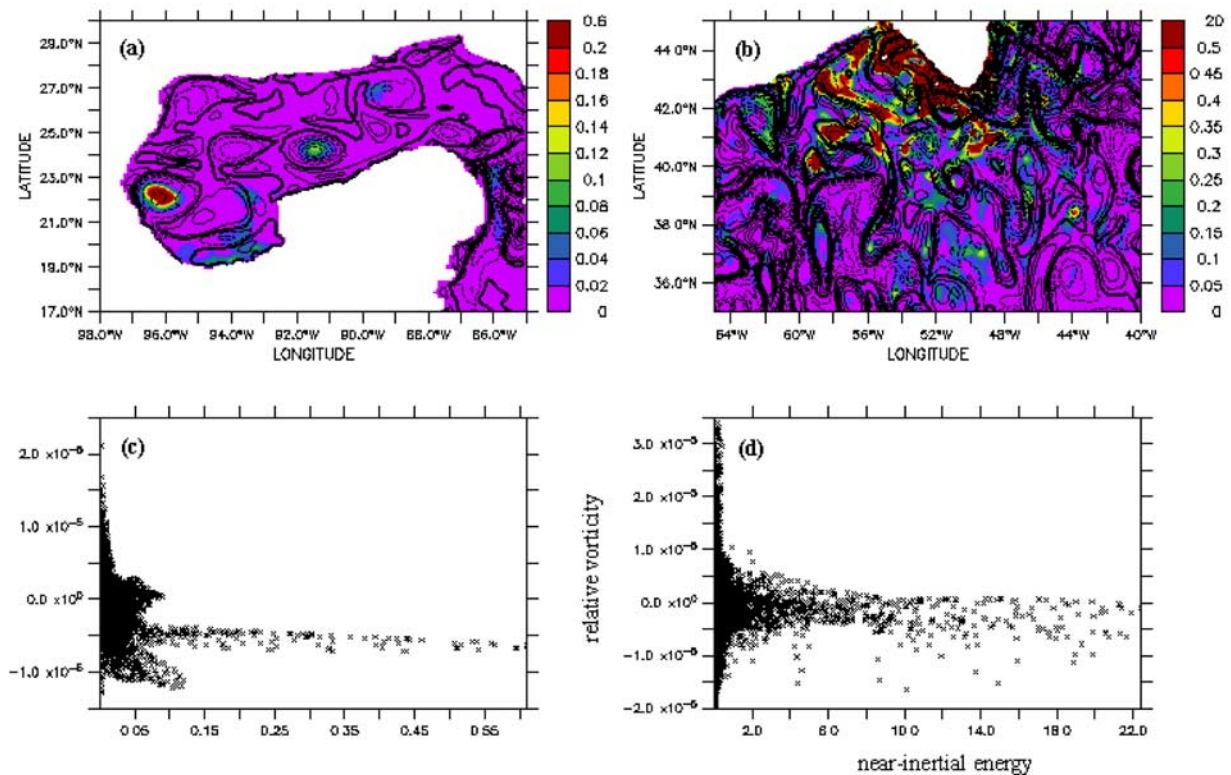 (a)
29.0°N
27.0°N
25.0°N
23.0°N
21.0°N
19.0°N
17.0°N
LATITUDE
98.0°W 96.0°W 94.0°W 92.0°W 90.0°W 88.0°W 86.0°W
LONGITUDE
0.6
0.2
0.18
0.16
0.14
0.12
0.1
0.08
0.06
0.04
0.02
0
(b)
44.0°N
42.0°N
40.0°N
38.0°N
36.0°N
LATITUDE
64°W 60°W 56°W 52°W 48°W 44°W 40°W
LONGITUDE
20
0.5
0.45
0.4
0.35
0.3
0.25
0.2
0.15
0.1
0.05
0
(c)
2.0 x10⁻⁵
1.0 x10⁻⁵
0.0 x10⁰
-1.0 x10⁻⁵
0.05 0.15 0.25 0.35 0.45 0.55
(d)
relative vorticity
3.0 x10⁻⁵
2.0 x10⁻⁵
1.0 x10⁻⁵
0.0 x10⁰
-1.0 x10⁻⁵
-2.0 x10⁻⁵
2.0 6.0 10.0 14.0 18.0 22.0
near-inertial energy